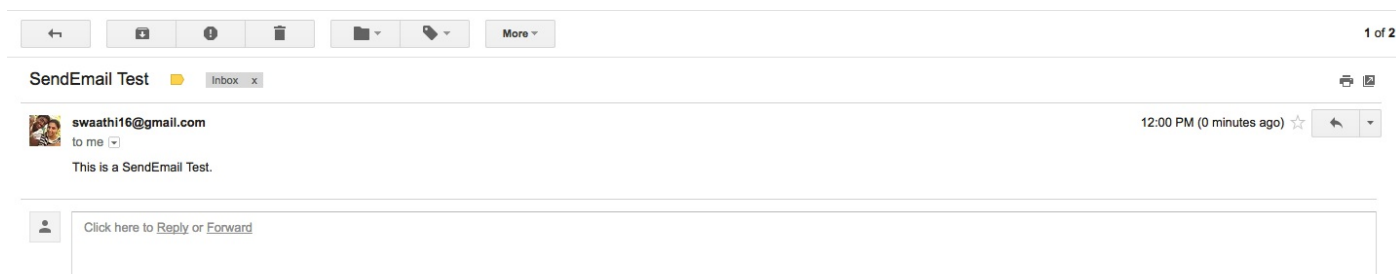 More
1 of 2
SendEmail Test Inbox x
swaathi16@gmail.com 12:00 PM (0 minutes ago)
to me
This is a SendEmail Test.
Click here to Reply or Forward